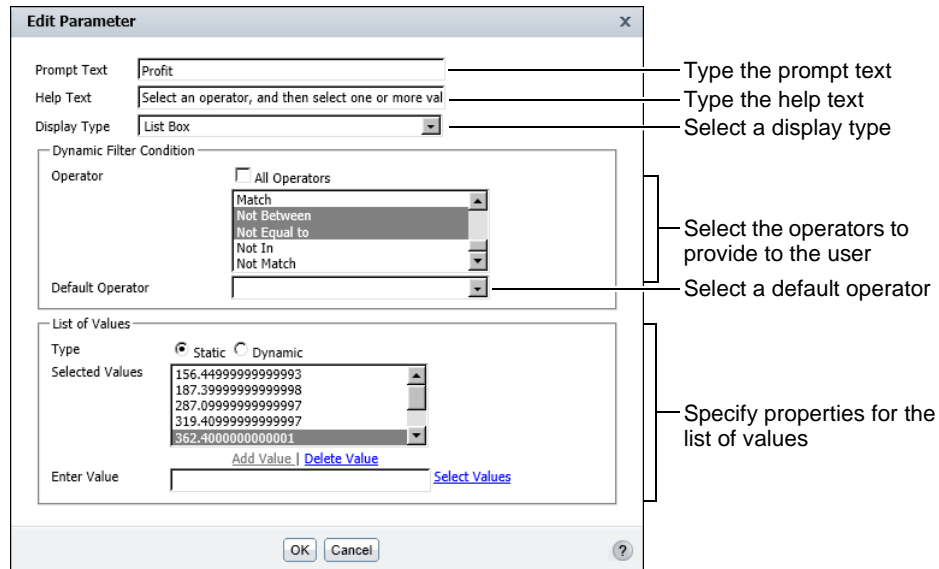 Edit Parameter x
Prompt Text Profit Type the prompt text
Help Text Select an operator, and then select one or more val Type the help text
Display Type List Box Select a display type
Dynamic Filter Condition
Operator All Operators
Match
Not Between
Not Equal to
Not In
Not Match
Select the operators to
provide to the user
Default Operator Select a default operator
List of Values
Type Static Dynamic
Selected Values 156.44999999999993
187.39999999999998
287.09999999999997
319.40999999999997
362.4000000000001
Specify properties for the
list of values
Add Value | Delete Value
Enter Value Select Values
OK Cancel ?